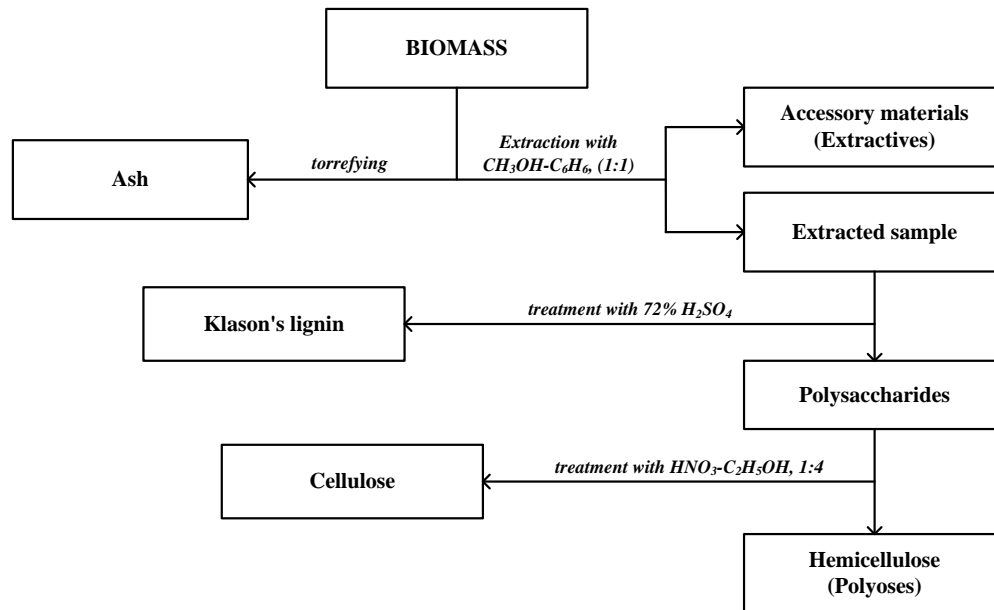 BIOMASS
Accessory materials
(Extractives)
Extraction with
CH₃OH-C₆H₆, (1:1)
torrefying
Ash
Extracted sample
treatment with 72% H₂SO₄
Klason's lignin
Polysaccharides
treatment with HNO₃-C₂H₅OH, 1:4
Cellulose
Hemicellulose
(Polyoses)